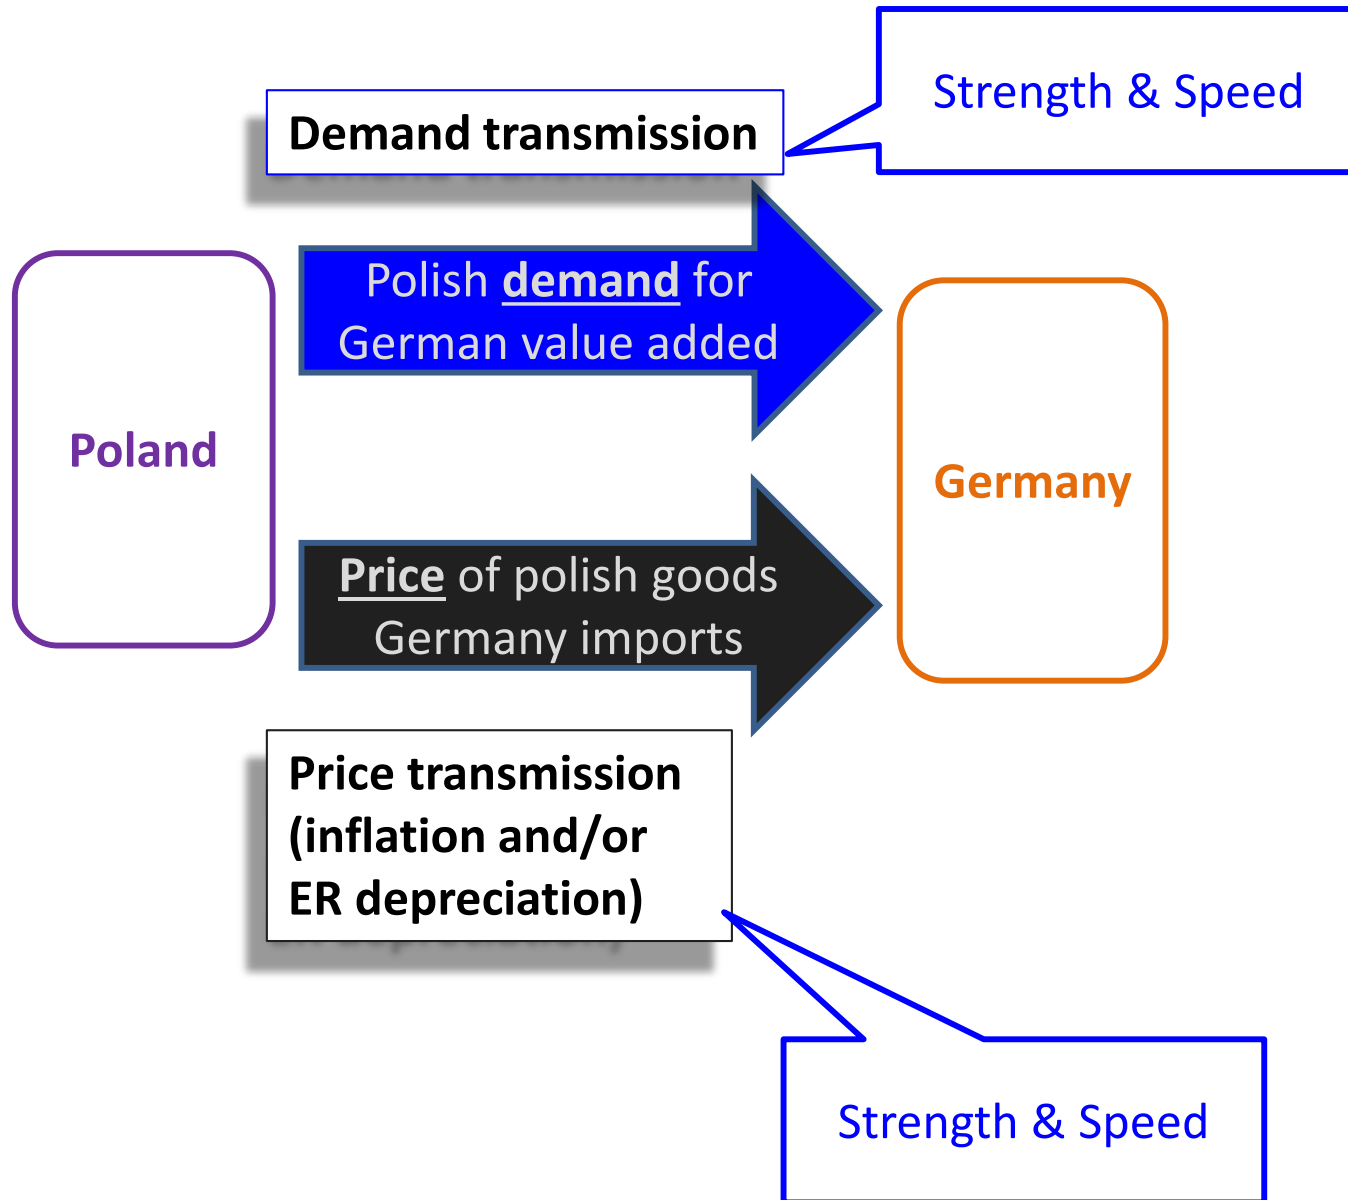 Strength & Speed
Demand transmission
Polish demand for
German value added
Poland
Germany
Price of polish goods
Germany imports
Price transmission
(inflation and/or
ER depreciation)
Strength & Speed